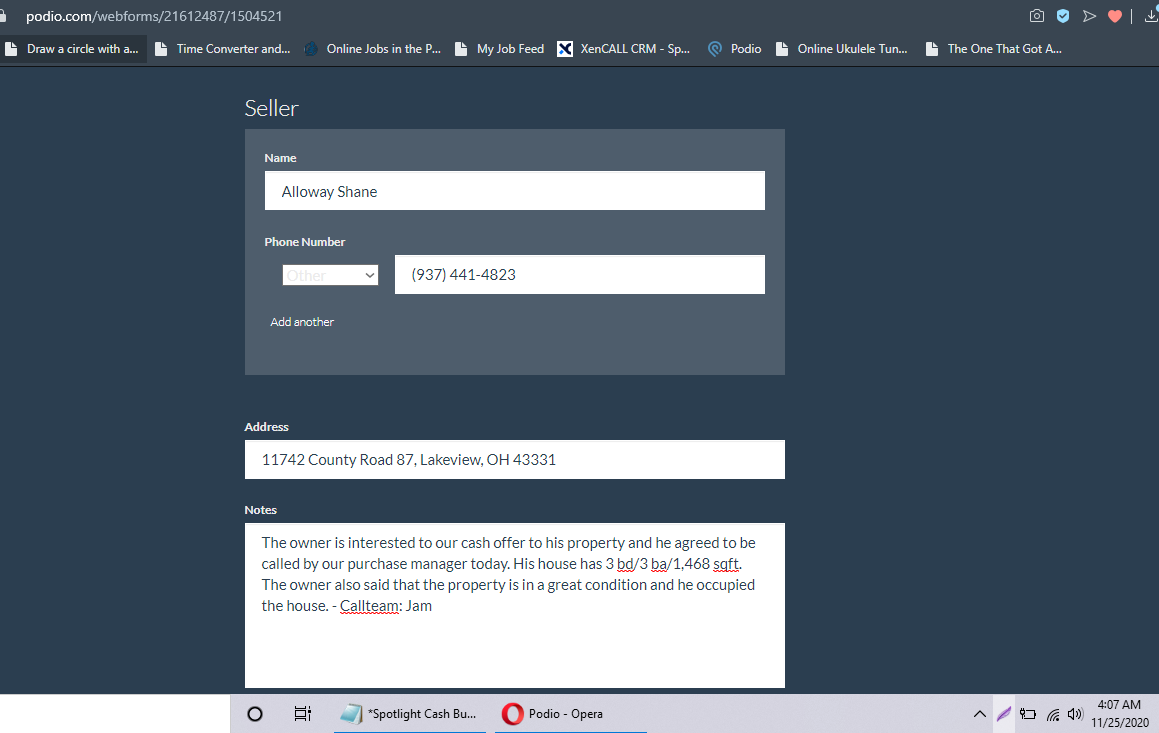 podio.com/webforms/21612487/1504521
Draw a circle with a... Time Converter and... Online Jobs in the P... My Job Feed XenCALL CRM - Sp... Podio Online Ukulele Tun... The One That Got A...
Seller
Name
Alloway Shane
Phone Number
Other (937) 441-4823
Add another
Address
11742 County Road 87, Lakeview, OH 43331
Notes
The owner is interested to our cash offer to his property and he agreed to be
called by our purchase manager today. His house has 3 bd/3 ba/1,468 sqft.
The owner also said that the property is in a great condition and he occupied
the house. - Callteam: Jam
*Spotlight Cash Bu... Podio - Opera 4:07 AM
11/25/2020